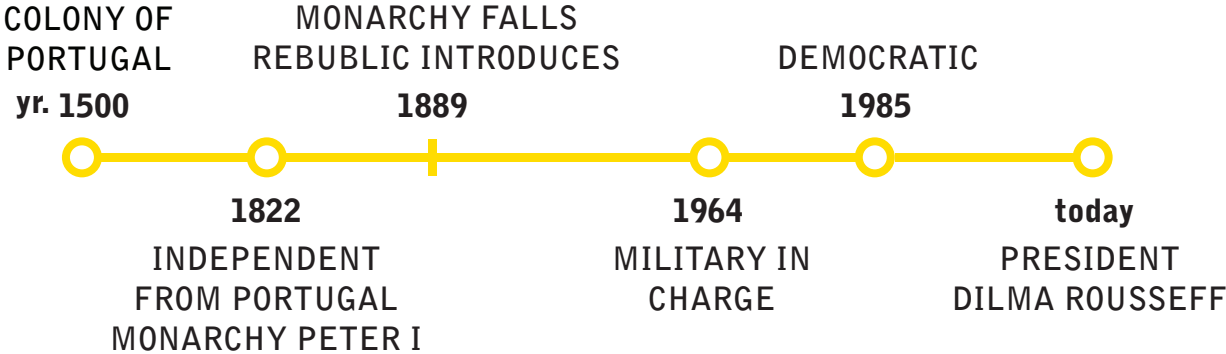 COLONY OF
PORTUGAL
yr. 1500
MONARCHY FALLS
REBUBLIC INTRODUCES
1889
DEMOCRATIC
1985
1822
INDEPENDENT
FROM PORTUGAL
MONARCHY PETER I
1964
MILITARY IN
CHARGE
today
PRESIDENT
DILMA ROUSSEFF